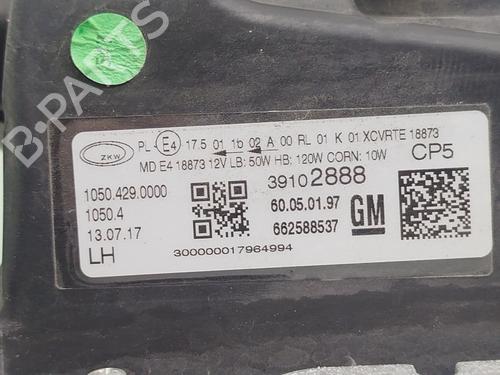 B-PARTS
ZKW
PL E4 17.5 01 1b 02 A 00 RL 01 K 01 XCVRTE 18873
MD E4 18873 12V LB: 50W HB: 120W CORN: 10W CP5
1050.429.0000 39102888
1050.4 60.05.01.97 GM
13.07.17 662588537
LH 300000017964994